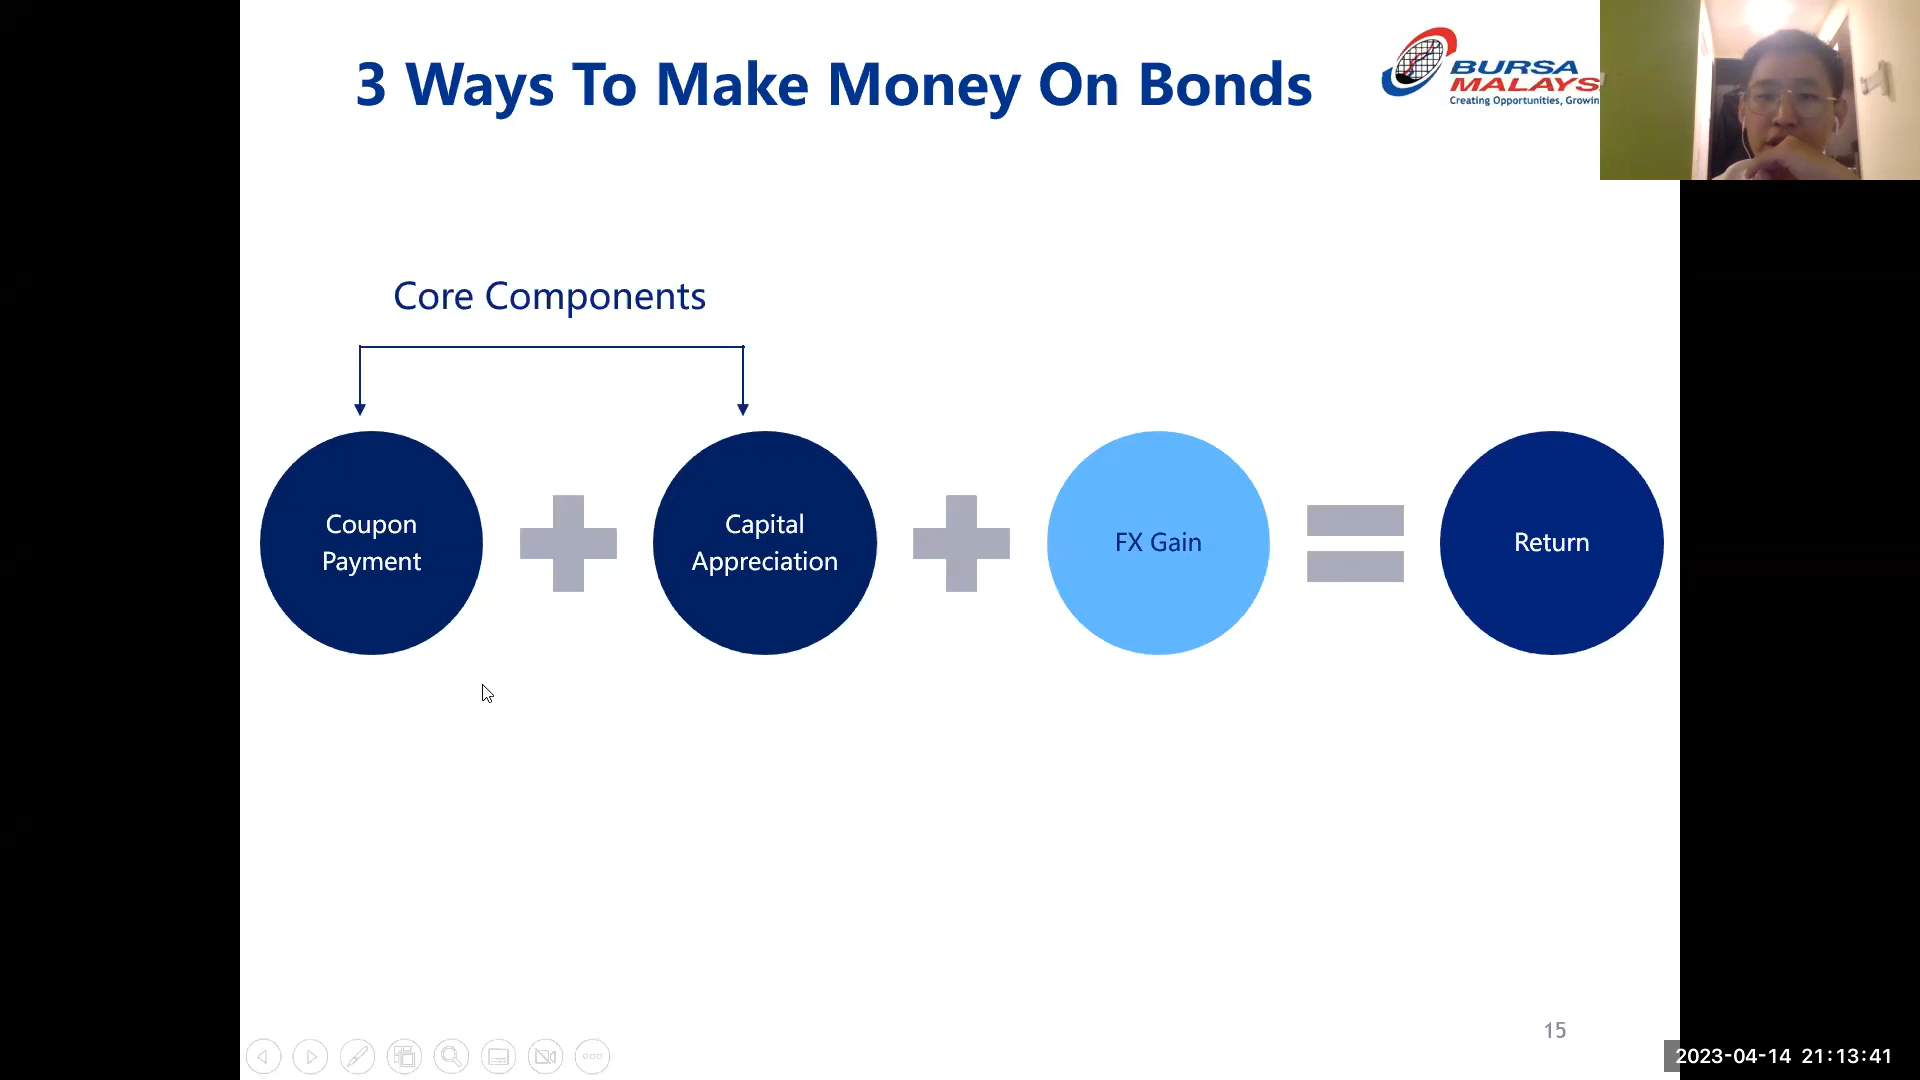 3 Ways To Make Money On Bonds
BURSA
MALAYS
Creating Opportunities, Growin
Core Components
Coupon
Payment
Capital
Appreciation
FX Gain
Return
15
2023-04-14 21:13:41